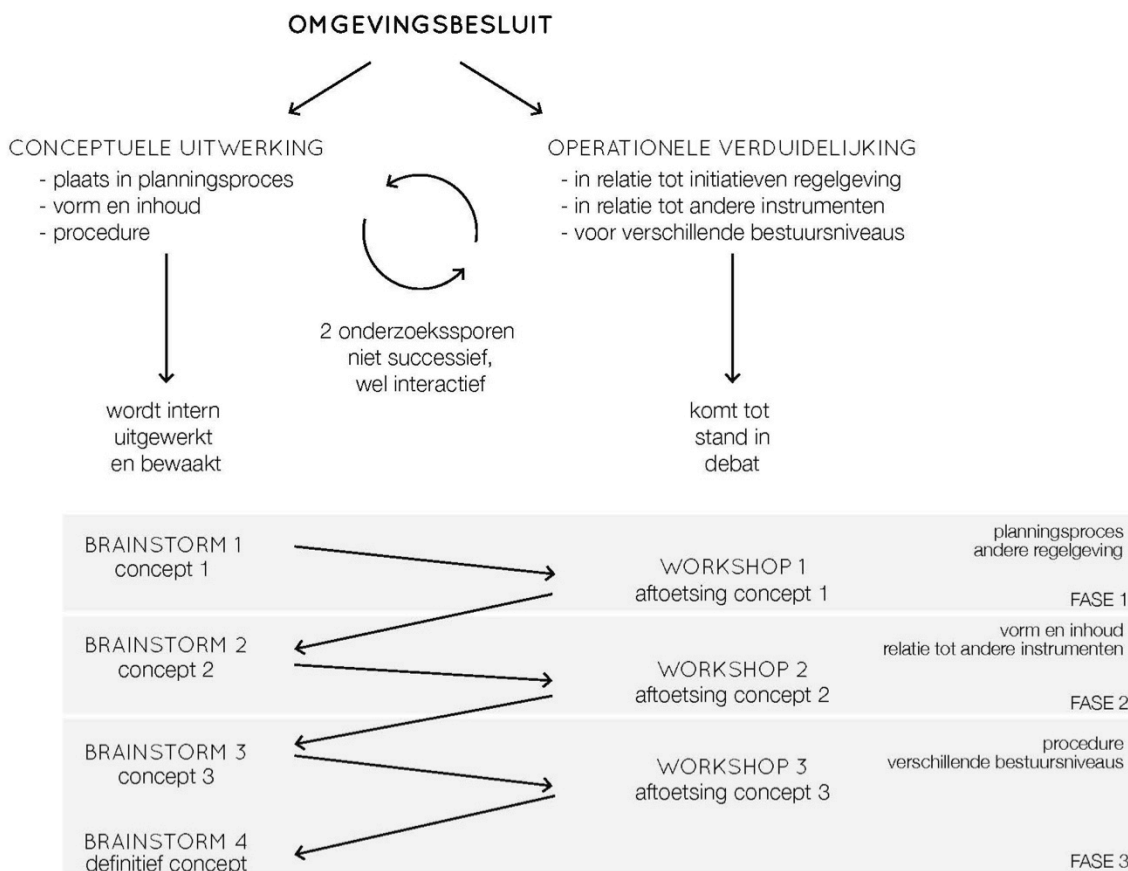 OMGEVINGSBESLUIT
CONCEPTUELE UITWERKING
- plaats in planningsproces
- vorm en inhoud
- procedure
OPERATIONELE VERDUIDELIJKING
- in relatie tot initiatieven regelgeving
- in relatie tot andere instrumenten
- voor verschillende bestuursniveaus
2 onderzoekssporen
niet successief,
wel interactief
wordt intern
uitgewerkt
en bewaakt
komt tot
stand in
debat
BRAINSTORM 1
concept 1
WORKSHOP 1
aftoetsing concept 1
planningsproces
andere regelgeving
FASE 1
BRAINSTORM 2
concept 2
WORKSHOP 2
aftoetsing concept 2
vorm en inhoud
relatie tot andere instrumenten
FASE 2
BRAINSTORM 3
concept 3
WORKSHOP 3
aftoetsing concept 3
procedure
verschillende bestuursniveaus
BRAINSTORM 4
definitief concept
FASE 3